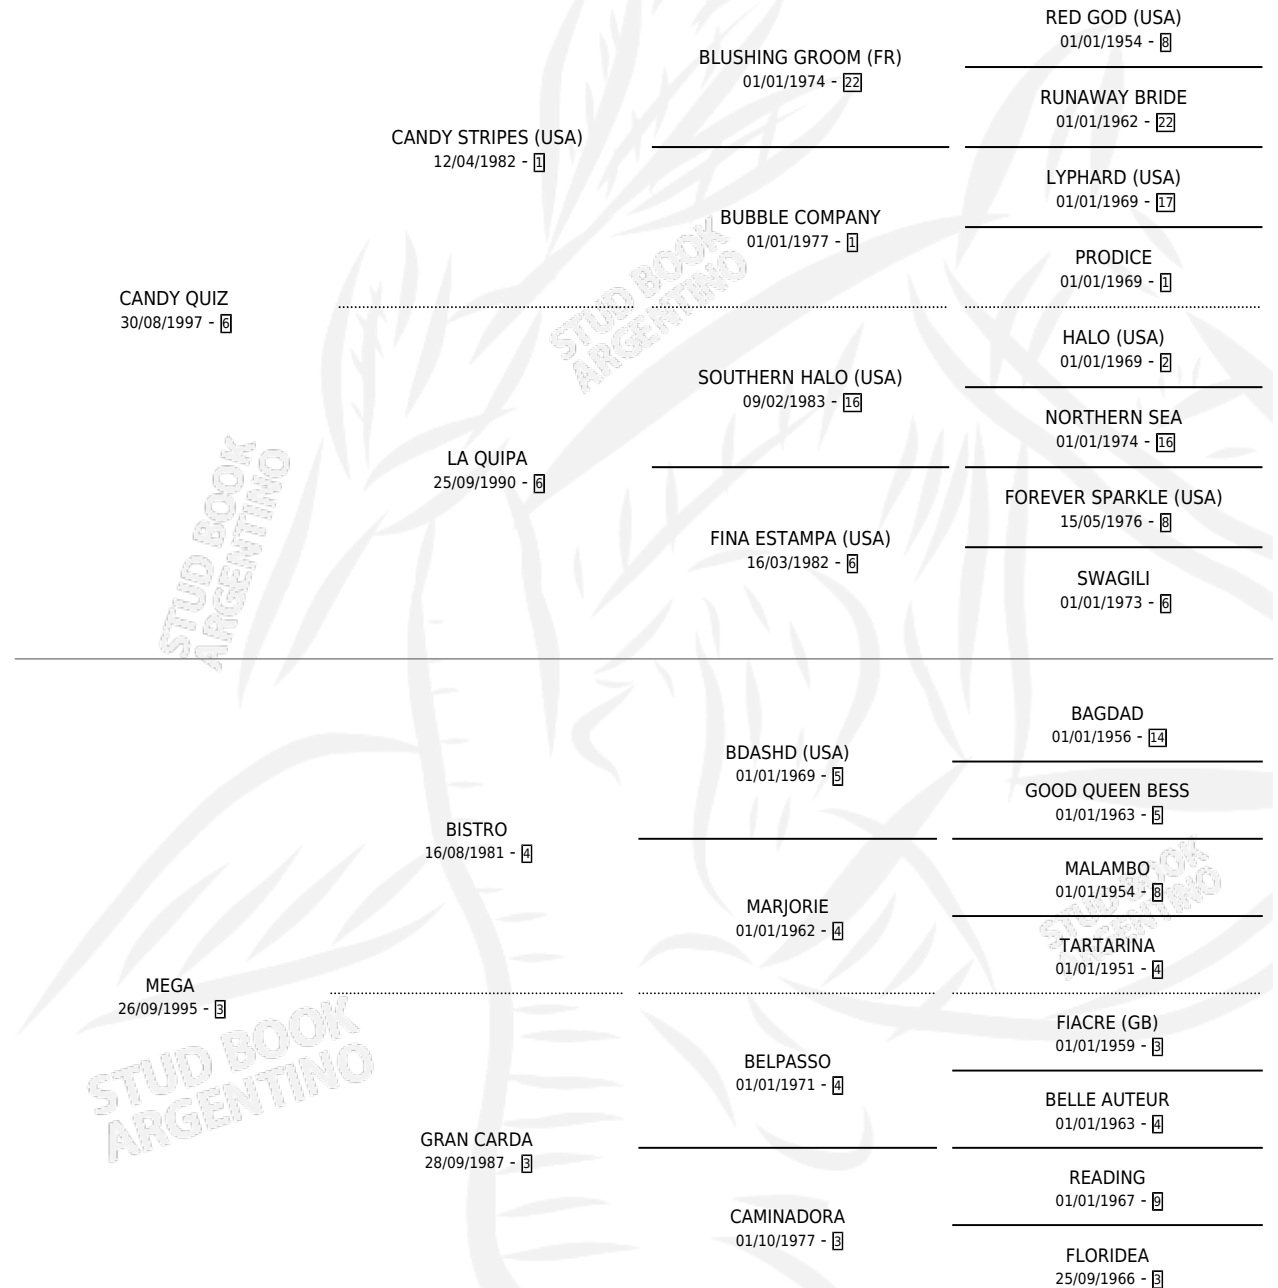 RED GOD (USA)
01/01/1954 - 8
BLUSHING GROOM (FR)
01/01/1974 - 22
RUNAWAY BRIDE
01/01/1962 - 22
CANDY STRIPES (USA)
12/04/1982 - 1
LYPHARD (USA)
01/01/1969 - 17
BUBBLE COMPANY
01/01/1977 - 1
PRODICE
01/01/1969 - 1
CANDY QUIZ
30/08/1997 - 6
HALO (USA)
01/01/1969 - 2
SOUTHERN HALO (USA)
09/02/1983 - 16
NORTHERN SEA
01/01/1974 - 16
LA QUIPA
25/09/1990 - 6
FOREVER SPARKLE (USA)
15/05/1976 - 8
FINA ESTAMPA (USA)
16/03/1982 - 6
SWAGILI
01/01/1973 - 6
BAGDAD
01/01/1956 - 14
BDASHD (USA)
01/01/1969 - 5
GOOD QUEEN BESS
01/01/1963 - 5
BISTRO
16/08/1981 - 4
MALAMBO
01/01/1954 - 8
MARJORIE
01/01/1962 - 4
TARTARINA
01/01/1951 - 4
MEGA
26/09/1995 - 3
FIACRE (GB)
01/01/1959 - 3
BELPASSO
01/01/1971 - 4
BELLE AUTEUR
01/01/1963 - 4
GRAN CARDA
28/09/1987 - 3
READING
01/01/1967 - 9
CAMINADORA
01/10/1977 - 3
FLORIDEA
25/09/1966 - 3
STUD BOOK
ARGENTINO
STUD BOOK
ARGENTINO
STUD BOOK
ARGENTINO
STUD BOOK
ARGENTINO